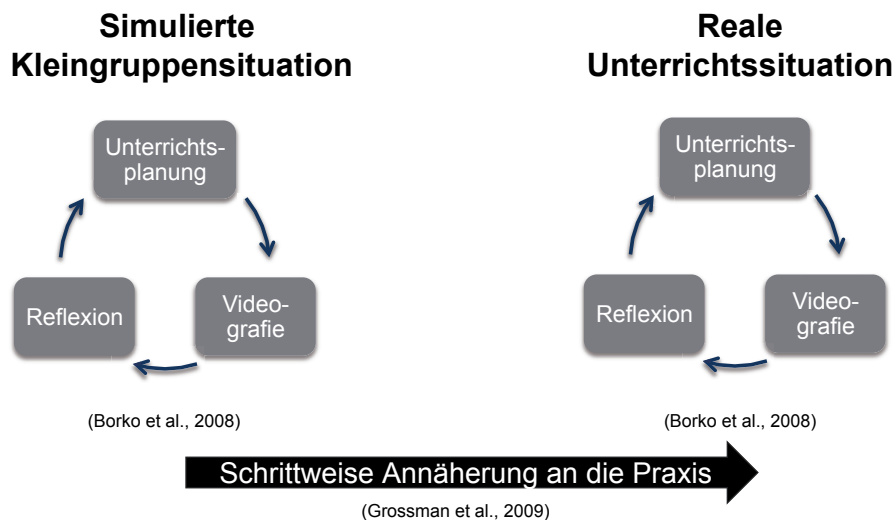 Simulierte
Kleingruppensituation
Unterrichts-
planung
Reflexion
Video-
grafie
(Borko et al., 2008)
Reale
Unterrichtssituation
Unterrichts-
planung
Reflexion
Video-
grafie
(Borko et al., 2008)
Schrittweise Annäherung an die Praxis
(Grossman et al., 2009)